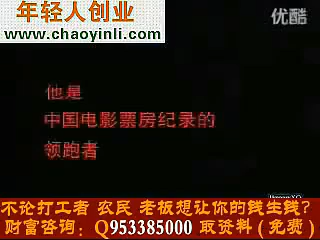 年轻人创业
www.chaoyinli.com
优酷
他是
中国电影票房纪录的
领跑者
不论打工者 农民 老板想让你的钱生钱?
财富咨询: Q953385000 取资料 ( 免费 )